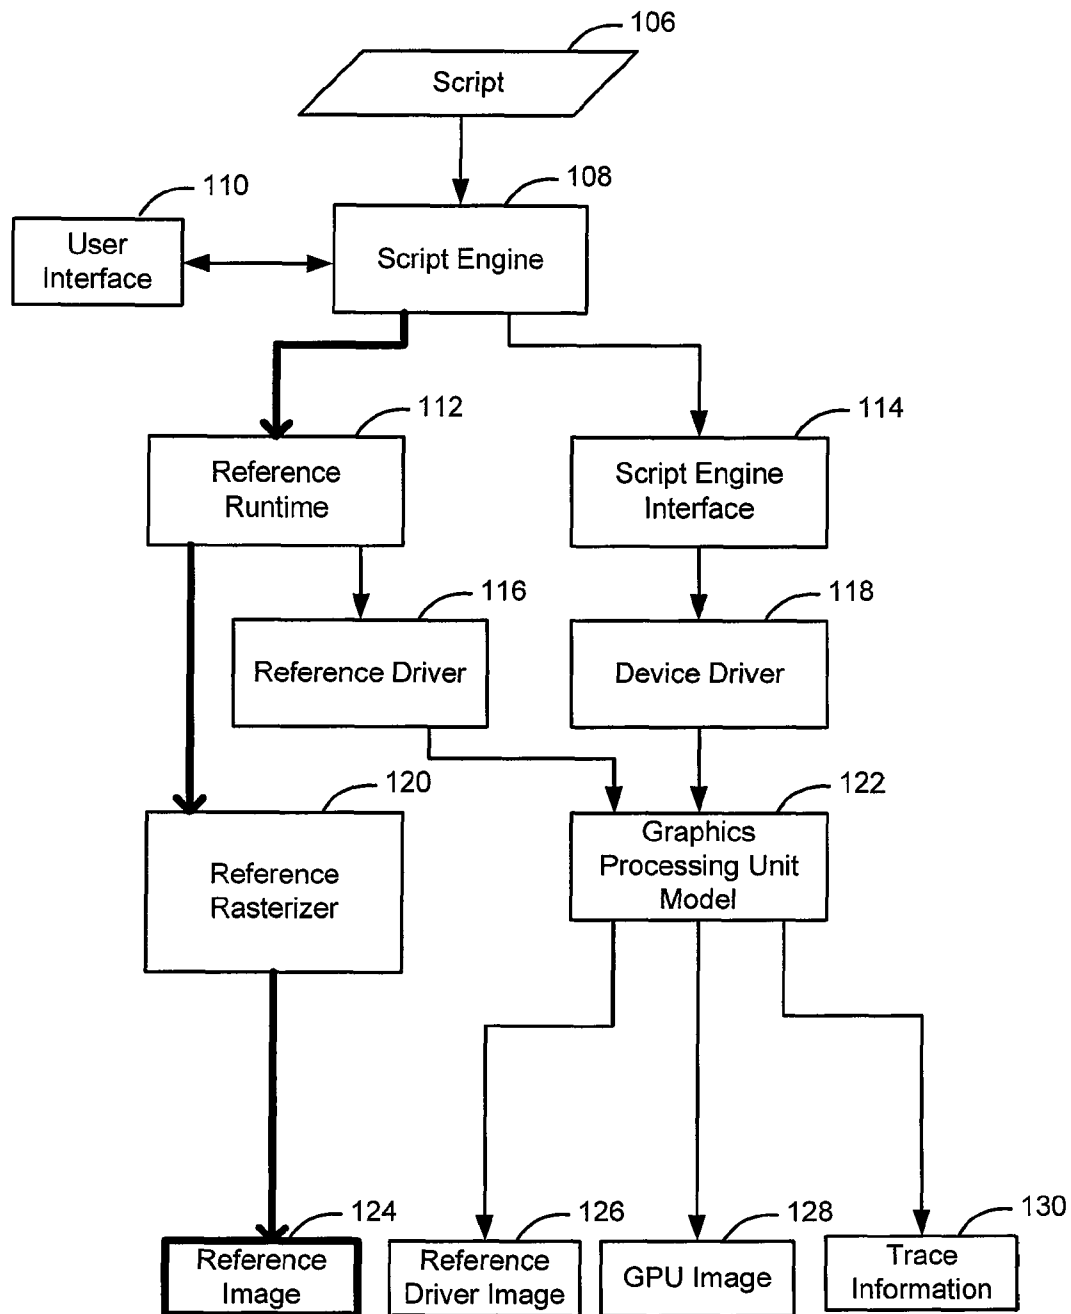 106
Script
108
110
User
Interface
Script Engine
112
114
Reference
Runtime
Script Engine
Interface
116
118
Reference Driver
Device Driver
120
122
Reference
Rasterizer
Graphics
Processing Unit
Model
124
126
128
130
Reference
Image
Reference
Driver Image
GPU Image
Trace
Information